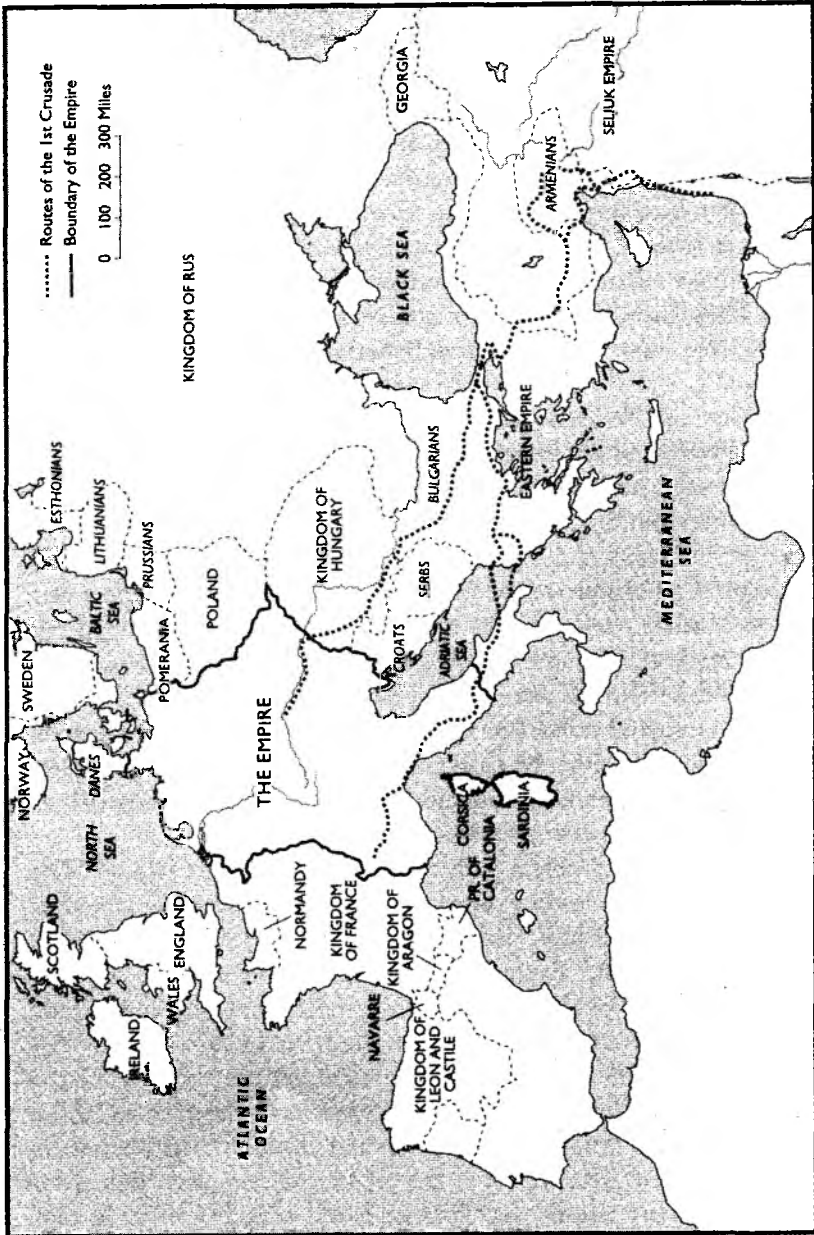 Routes of the 1st Crusade
Boundary of the Empire
0 100 200 300 Miles
NORWAY
SWEDEN
ESTHONIANS
SCOTLAND
NORTH
SEA
DANES
BALTIC
SEA
LITHUANIANS
IRELAND
WALES
ENGLAND
POMERANIA
PRUSSIANS
KINGDOM OF RUS
POLAND
THE EMPIRE
NORMANDY
KINGDOM
OF FRANCE
KINGDOM OF
HUNGARY
ATLANTIC
OCEAN
CROATS
SERBS
BULGARIANS
BLACK SEA
GEORGIA
ADRIATIC
SEA
NAVARRE
KINGDOM OF
ARAGON
KINGDOM OF
LEON AND
CASTILE
PR. OF
CATALONIA
CORSICA
SARDINIA
EASTERN EMPIRE
ARMENIANS
SELJUK EMPIRE
MEDITERRANEAN
SEA